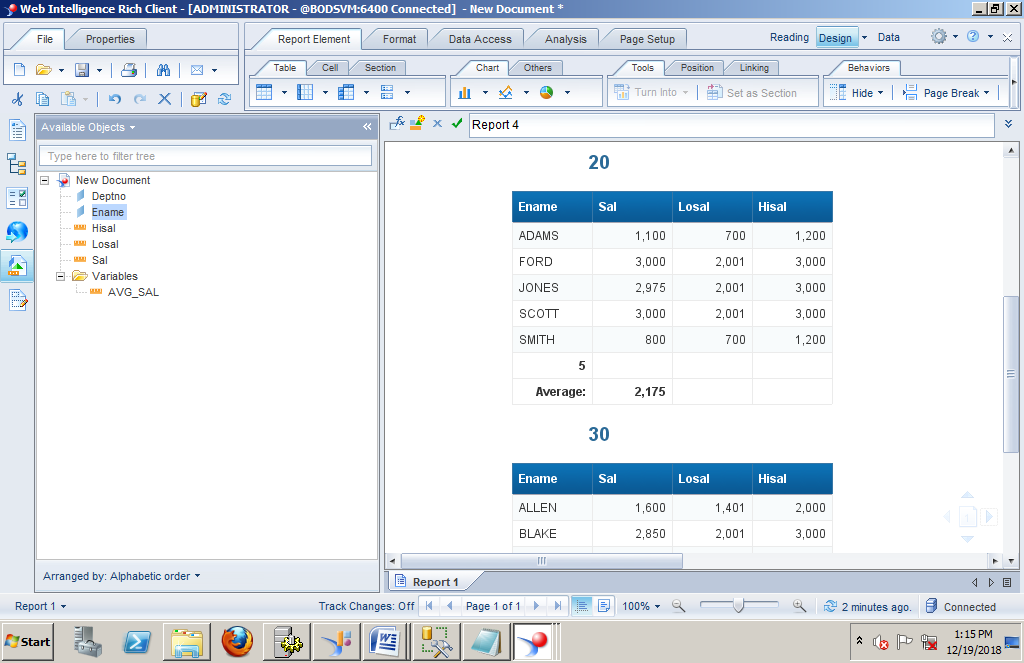 Web Intelligence Rich Client - [ADMINISTRATOR - @BODSVM:6400 Connected] - New Document *
File Properties
Report Element Format Data Access Analysis Page Setup
Reading Design Data
Table Cell Section
Chart Others
Tools Position Linking
Behaviors
Turn Into Set as Section
Hide Page Break
Available Objects
Type here to filter tree
New Document
Deptno
Ename
Hisal
Losal
Sal
Variables
AVG_SAL
Arranged by: Alphabetic order
Report 4
20
Ename Sal Losal Hisal
ADAMS 1,100 700 1,200
FORD 3,000 2,001 3,000
JONES 2,975 2,001 3,000
SCOTT 3,000 2,001 3,000
SMITH 800 700 1,200
5
Average: 2,175
30
Ename Sal Losal Hisal
ALLEN 1,600 1,401 2,000
BLAKE 2,850 2,001 3,000
1
Report 1
Report 1 Track Changes: Off Page 1 of 1 100% 2 minutes ago. Connected
Start
1:15 PM
12/19/2018